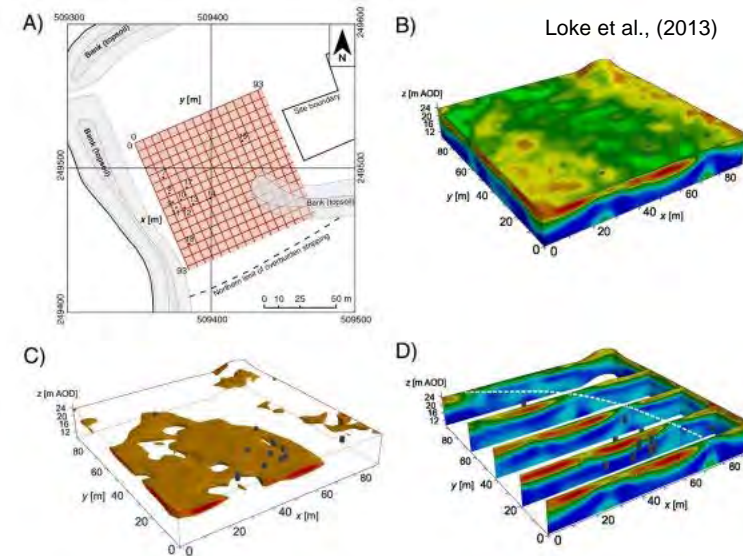 A)
509300
509400
249600
Bank (topsoil)
N
93
y [m]
Site boundary
0
0
Bank (topsoil)
249500
249500
x [m]
Bank (topsoil)
93
Northern limit of overburden stripping
0 10 25 50 m
249400
249400
509400
509500
B)
Loke et al., (2013)
z [m AOD]
24
20
16
12
80
60
y [m]
40
20
0
0
20
40
x [m]
60
80
C)
z [m AOD]
24
20
16
12
80
60
y [m]
40
20
0
0
20
40
x [m]
60
80
D)
z [m AOD]
24
20
16
12
80
60
y [m]
40
20
0
0
20
40
x [m]
60
80